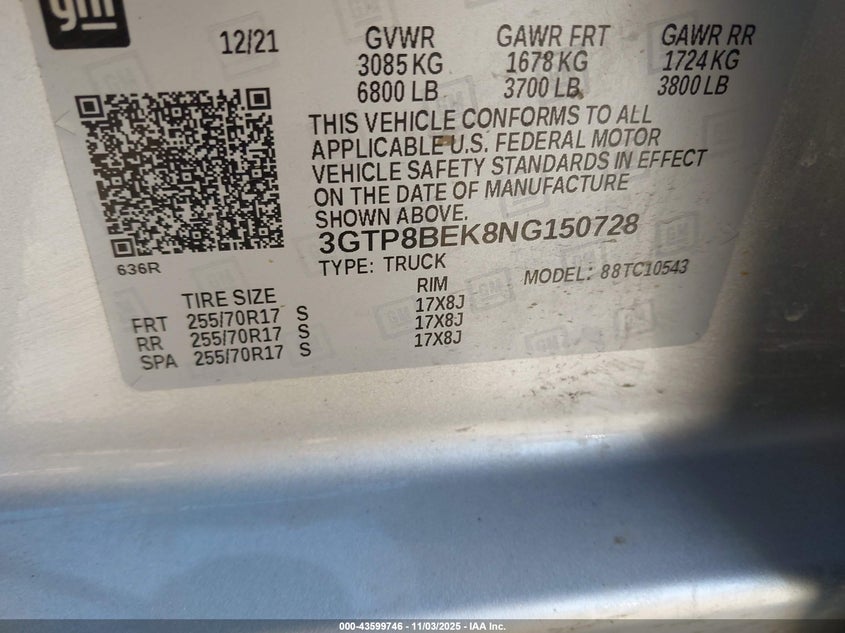 gm
12/21 GVWR GAWR FRT GAWR RR
3085 KG 1678 KG 1724 KG
6800 LB 3700 LB 3800 LB
THIS VEHICLE CONFORMS TO ALL
APPLICABLE U.S. FEDERAL MOTOR
VEHICLE SAFETY STANDARDS IN EFFECT
ON THE DATE OF MANUFACTURE
SHOWN ABOVE.
3GTP8BEK8NG150728
636R TYPE: TRUCK MODEL: 88TC10543
TIRE SIZE RIM
FRT 255/70R17 S 17X8J
RR 255/70R17 S 17X8J
SPA 255/70R17 S 17X8J
000-43599746 - 11/03/2025 - IAA Inc.